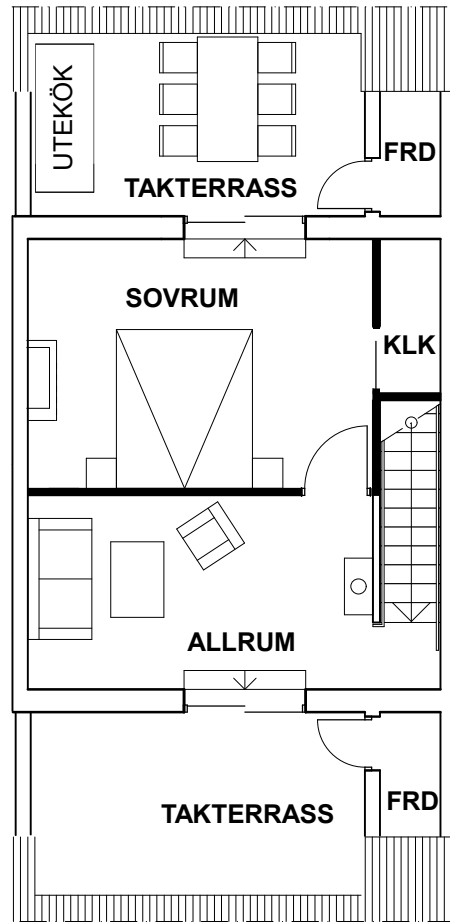 UTEKÖK
FRD
TAKTERRASS
SOVRUM
KLK
ALLRUM
TAKTERRASS
FRD